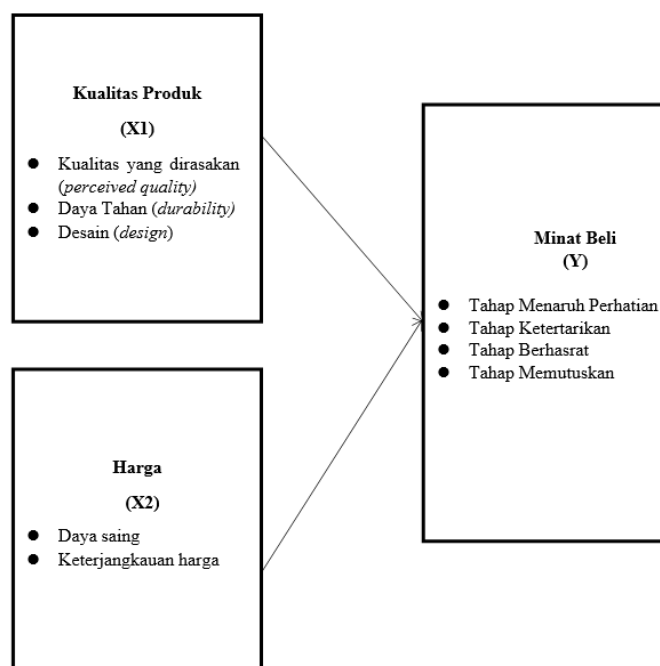 Kualitas Produk
(X1)
● Kualitas yang dirasakan
(perceived quality)
● Daya Tahan (durability)
● Desain (design)
Harga
(X2)
● Daya saing
● Keterjangkauan harga
Minat Beli
(Y)
● Tahap Menaruh Perhatian
● Tahap Ketertarikan
● Tahap Berhasrat
● Tahap Memutuskan